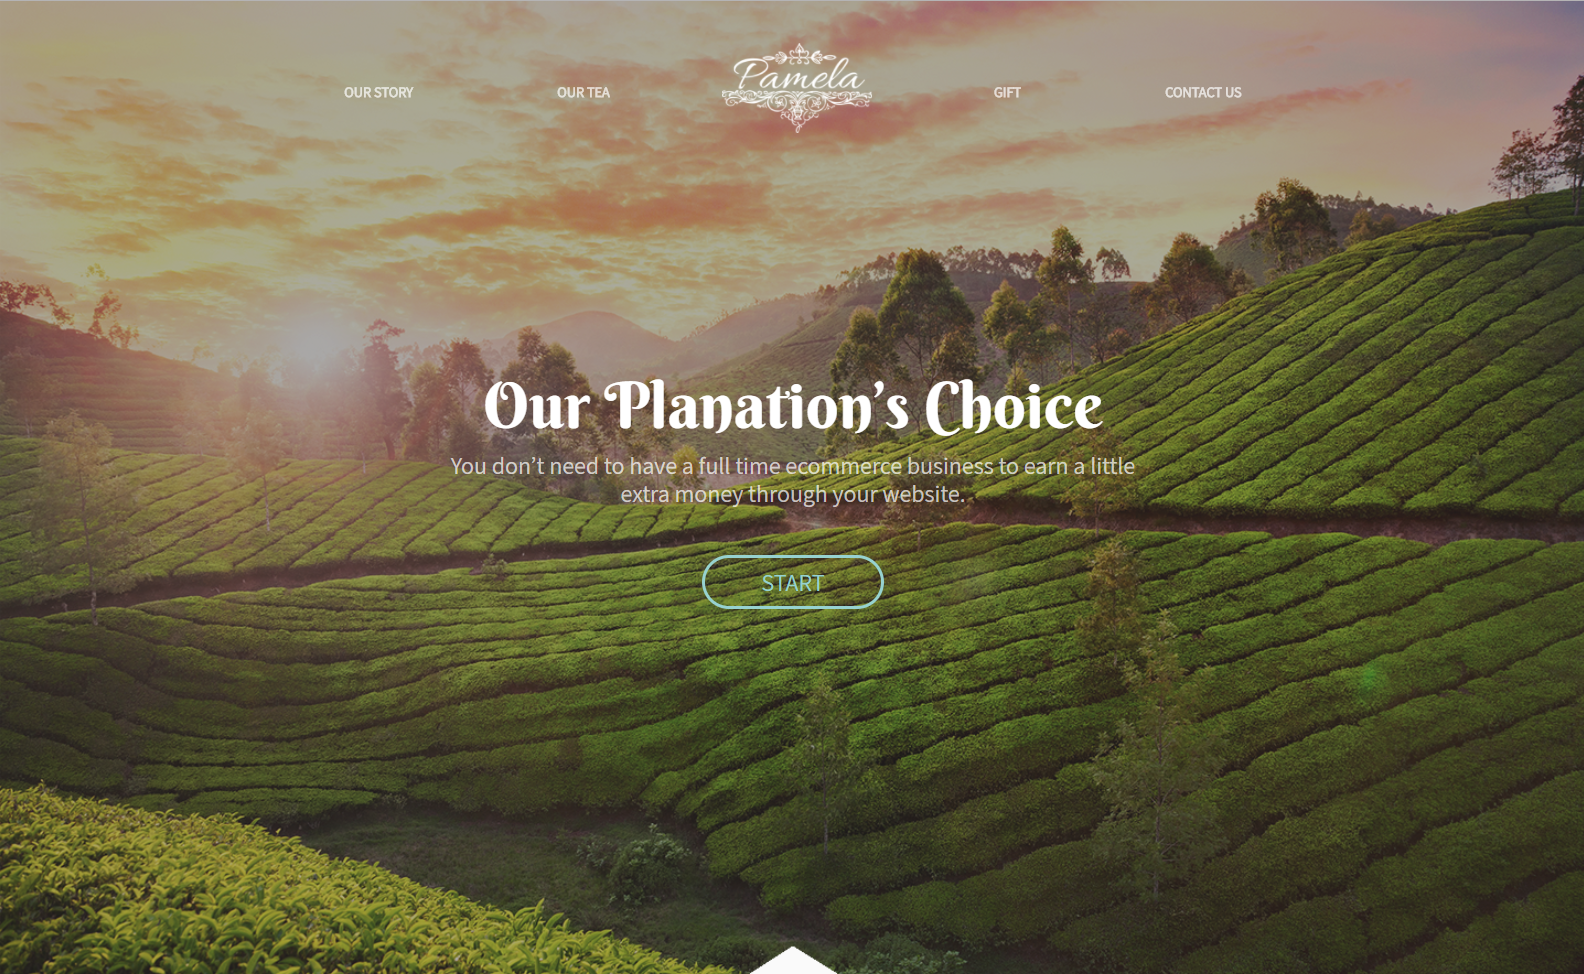 OUR STORY
OUR TEA
Pamela
GIFT
CONTACT US
Our Planation’s Choice
You don’t need to have a full time ecommerce business to earn a little
extra money through your website.
START